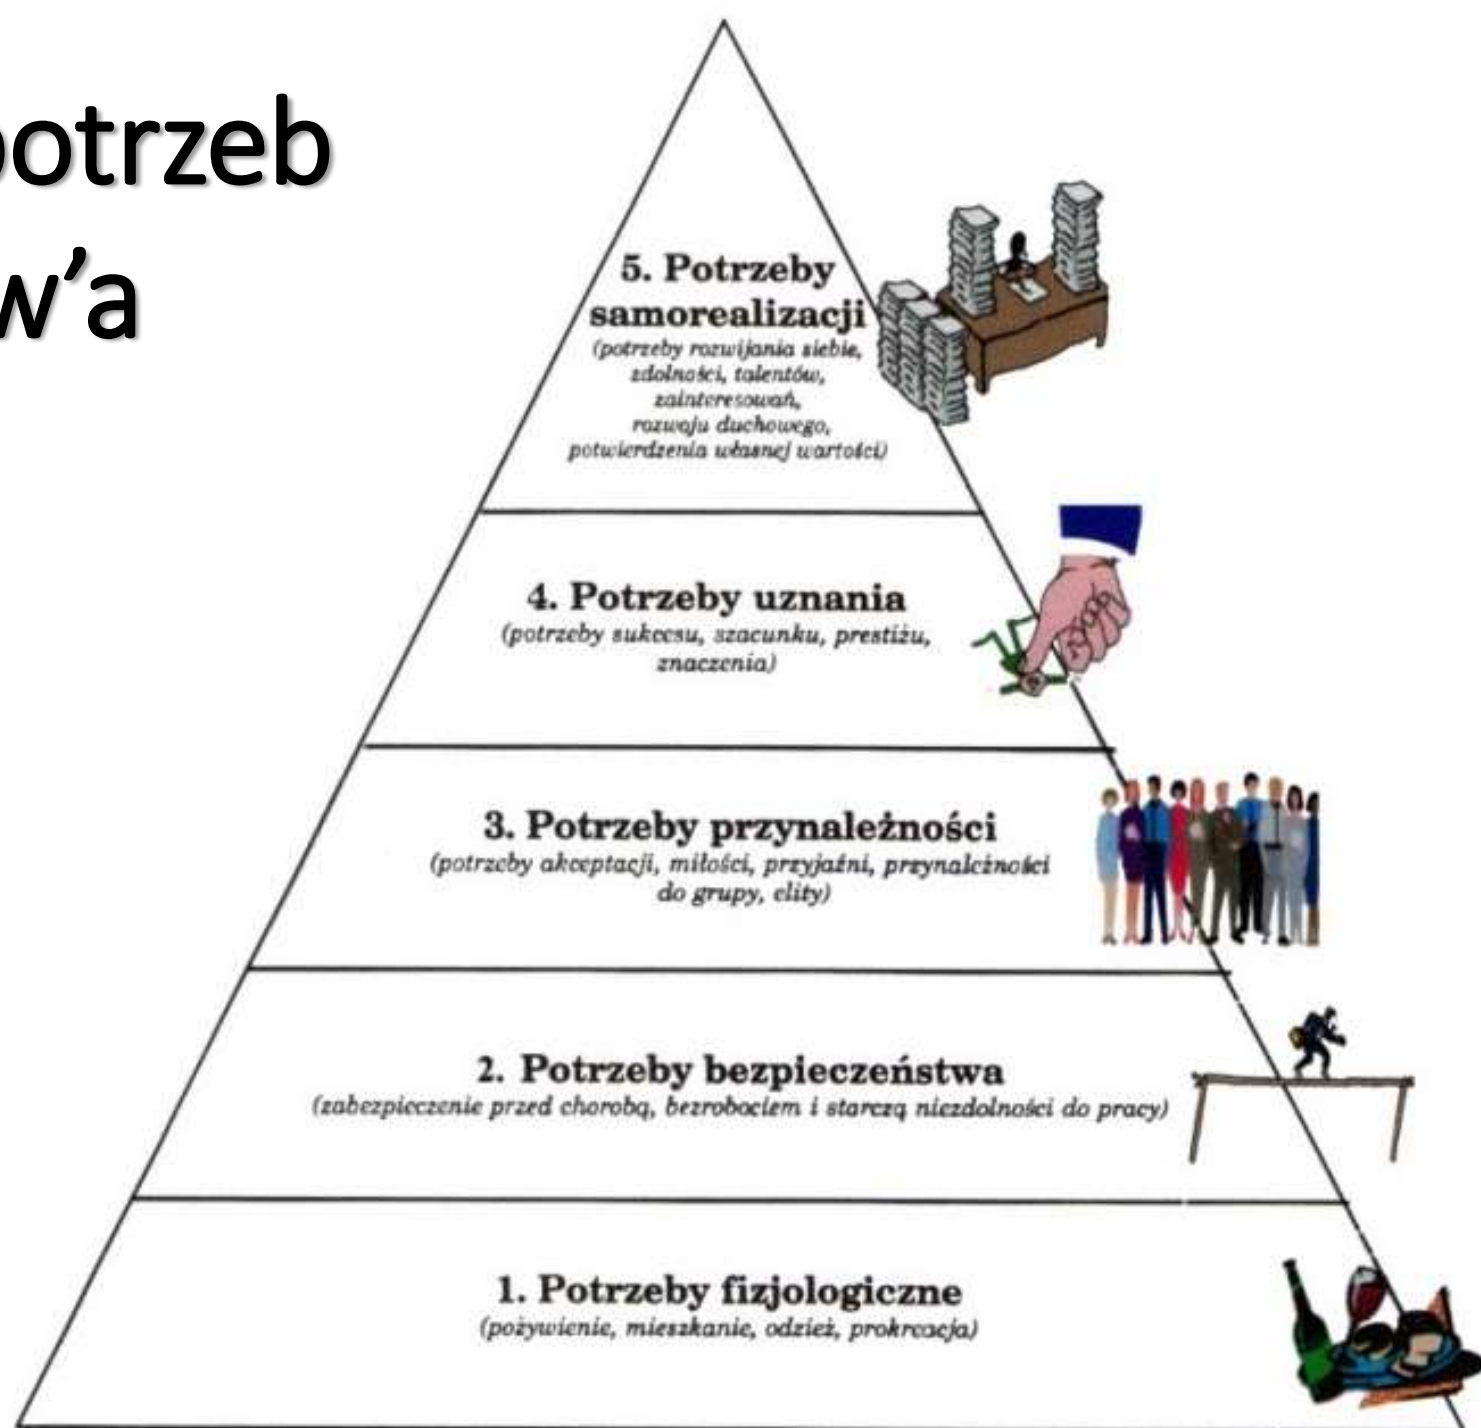 potrzeb
w’a
5. Potrzeby
samorealizacji
(potrzeby rozwijania siebie,
zdolności, talentów,
zainteresowań,
rozwoju duchowego,
potwierdzenia własnej wartości)
4. Potrzeby uznania
(potrzeby sukcesu, szacunku, prestiżu,
znaczenia)
3. Potrzeby przynależności
(potrzeby akceptacji, miłości, przyjaźni, przynależności
do grupy, elity)
2. Potrzeby bezpieczeństwa
(zabezpieczenie przed chorobą, bezrobociem i starczą niezdolności do pracy)
1. Potrzeby fizjologiczne
(pożywienie, mieszkanie, odzież, prokreacja)